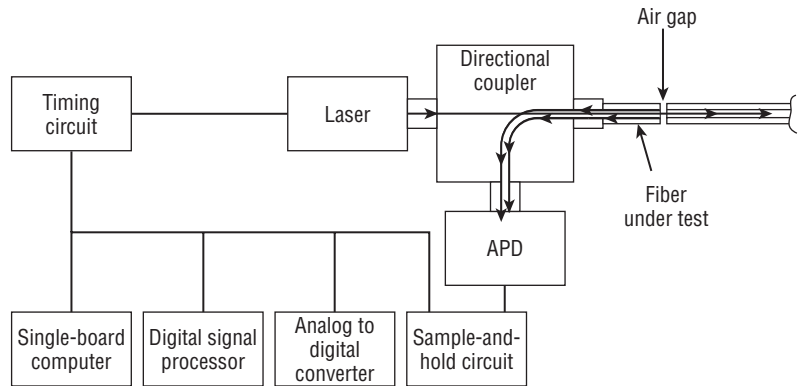 Air gap
Directional
coupler
Timing
circuit
Laser
Fiber
under test
APD
Single-board
computer
Digital signal
processor
Analog to
digital
converter
Sample-and-
hold circuit